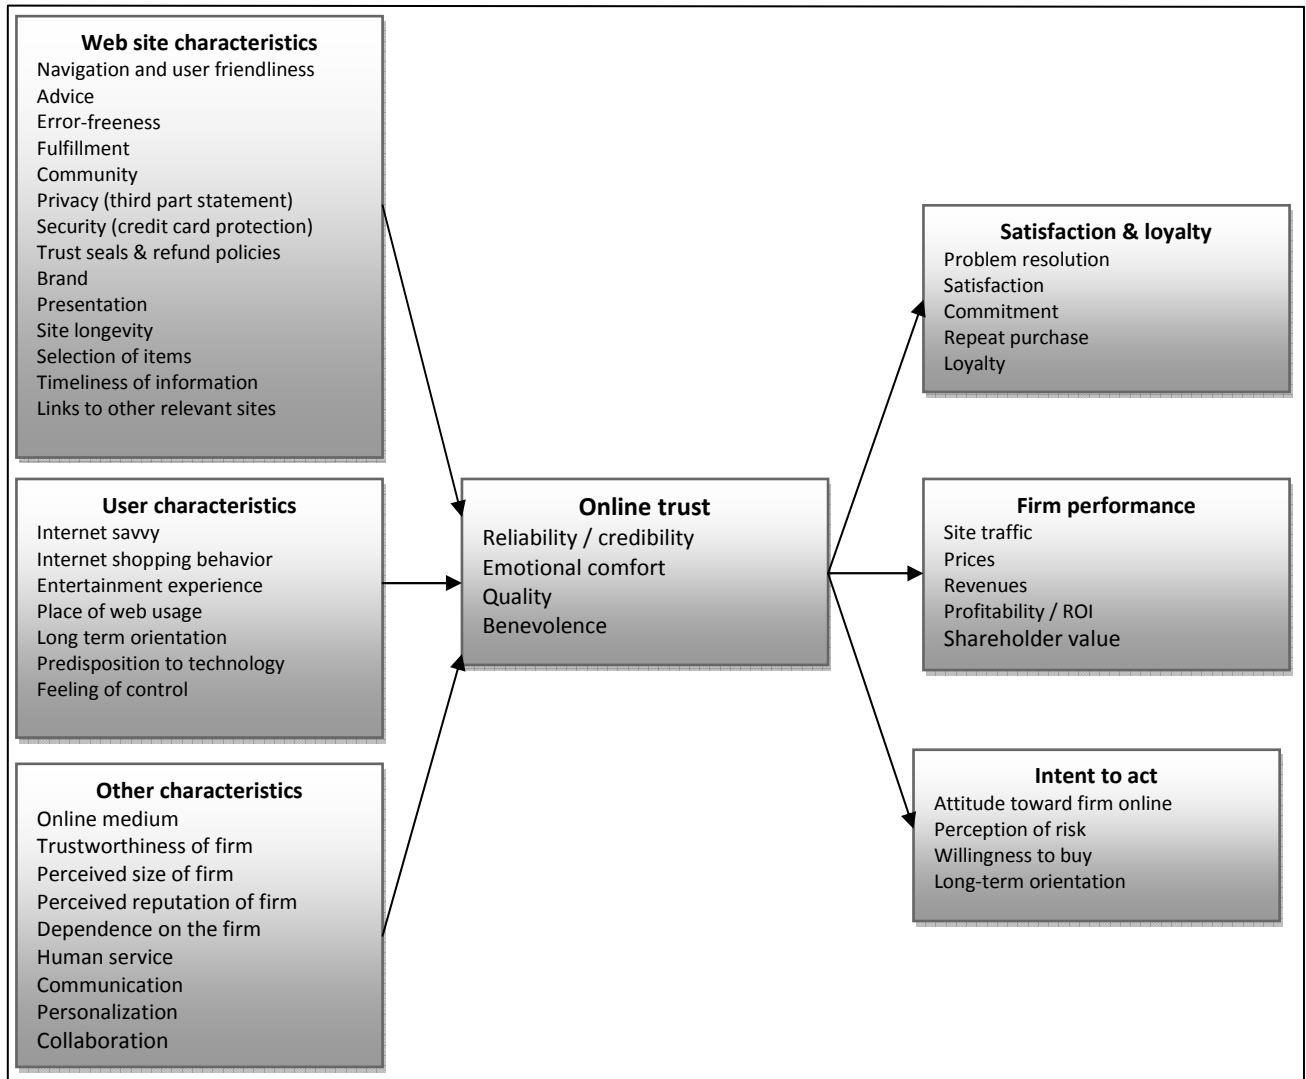 Web site characteristics
Navigation and user friendliness
Advice
Error-freeness
Fulfillment
Community
Privacy (third part statement)
Security (credit card protection)
Trust seals & refund policies
Brand
Presentation
Site longevity
Selection of items
Timeliness of information
Links to other relevant sites
User characteristics
Internet savvy
Internet shopping behavior
Entertainment experience
Place of web usage
Long term orientation
Predisposition to technology
Feeling of control
Other characteristics
Online medium
Trustworthiness of firm
Perceived size of firm
Perceived reputation of firm
Dependence on the firm
Human service
Communication
Personalization
Collaboration
Online trust
Reliability / credibility
Emotional comfort
Quality
Benevolence
Satisfaction & loyalty
Problem resolution
Satisfaction
Commitment
Repeat purchase
Loyalty
Firm performance
Site traffic
Prices
Revenues
Profitability / ROI
Shareholder value
Intent to act
Attitude toward firm online
Perception of risk
Willingness to buy
Long-term orientation